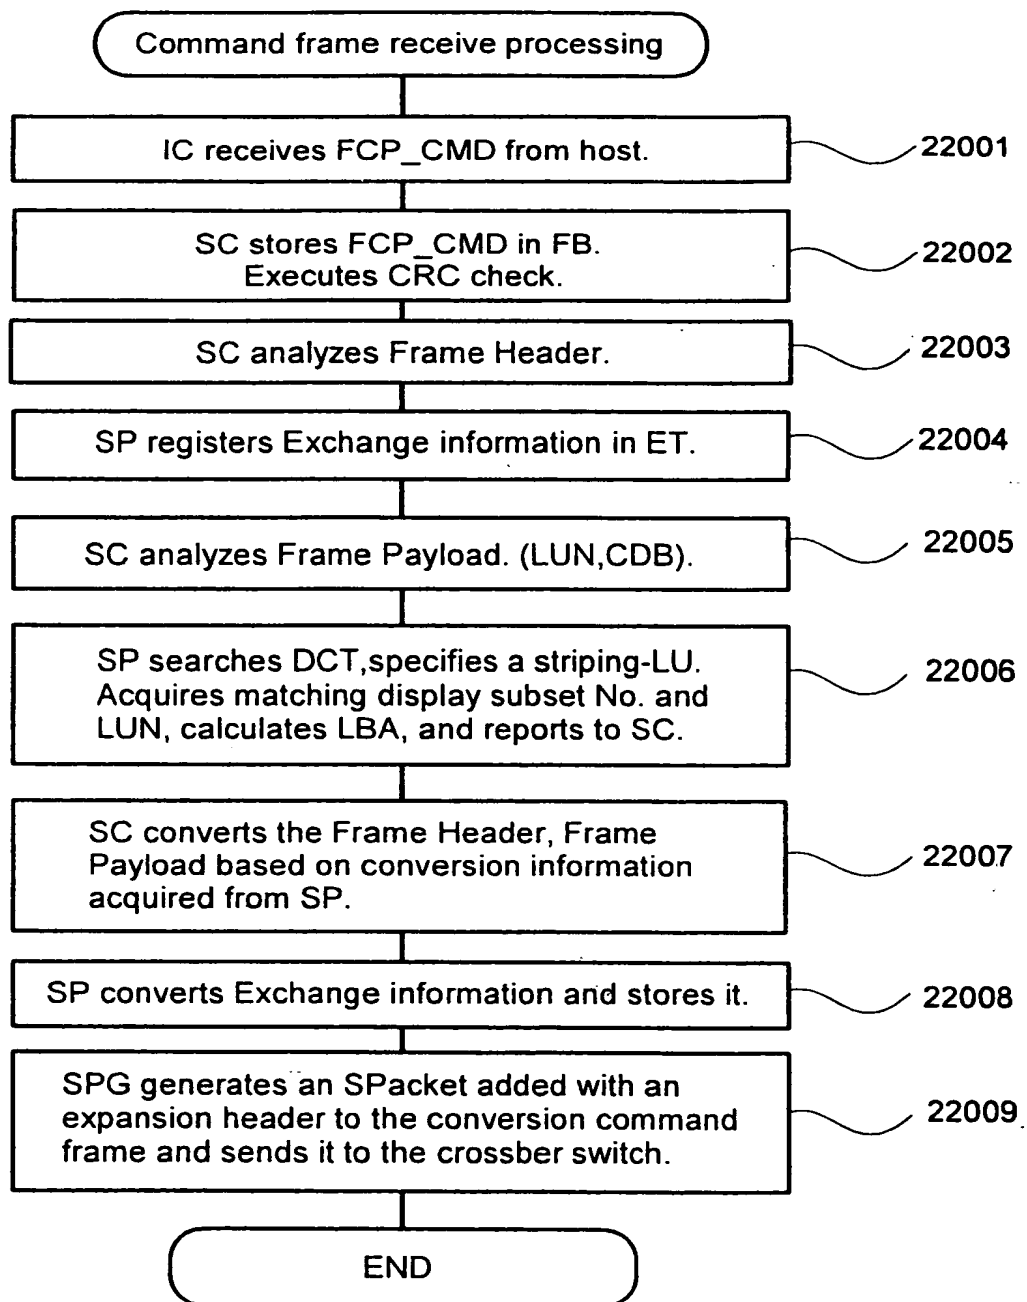 Command frame receive processing
IC receives FCP_CMD from host.
22001
SC stores FCP_CMD in FB.
Executes CRC check.
22002
SC analyzes Frame Header.
22003
SP registers Exchange information in ET.
22004
SC analyzes Frame Payload. (LUN,CDB).
22005
SP searches DCT,specifies a striping-LU.
Acquires matching display subset No. and
LUN, calculates LBA, and reports to SC.
22006
SC converts the Frame Header, Frame
Payload based on conversion information
acquired from SP.
22007
SP converts Exchange information and stores it.
22008
SPG generates an SPacket added with an
expansion header to the conversion command
frame and sends it to the crossber switch.
22009
END